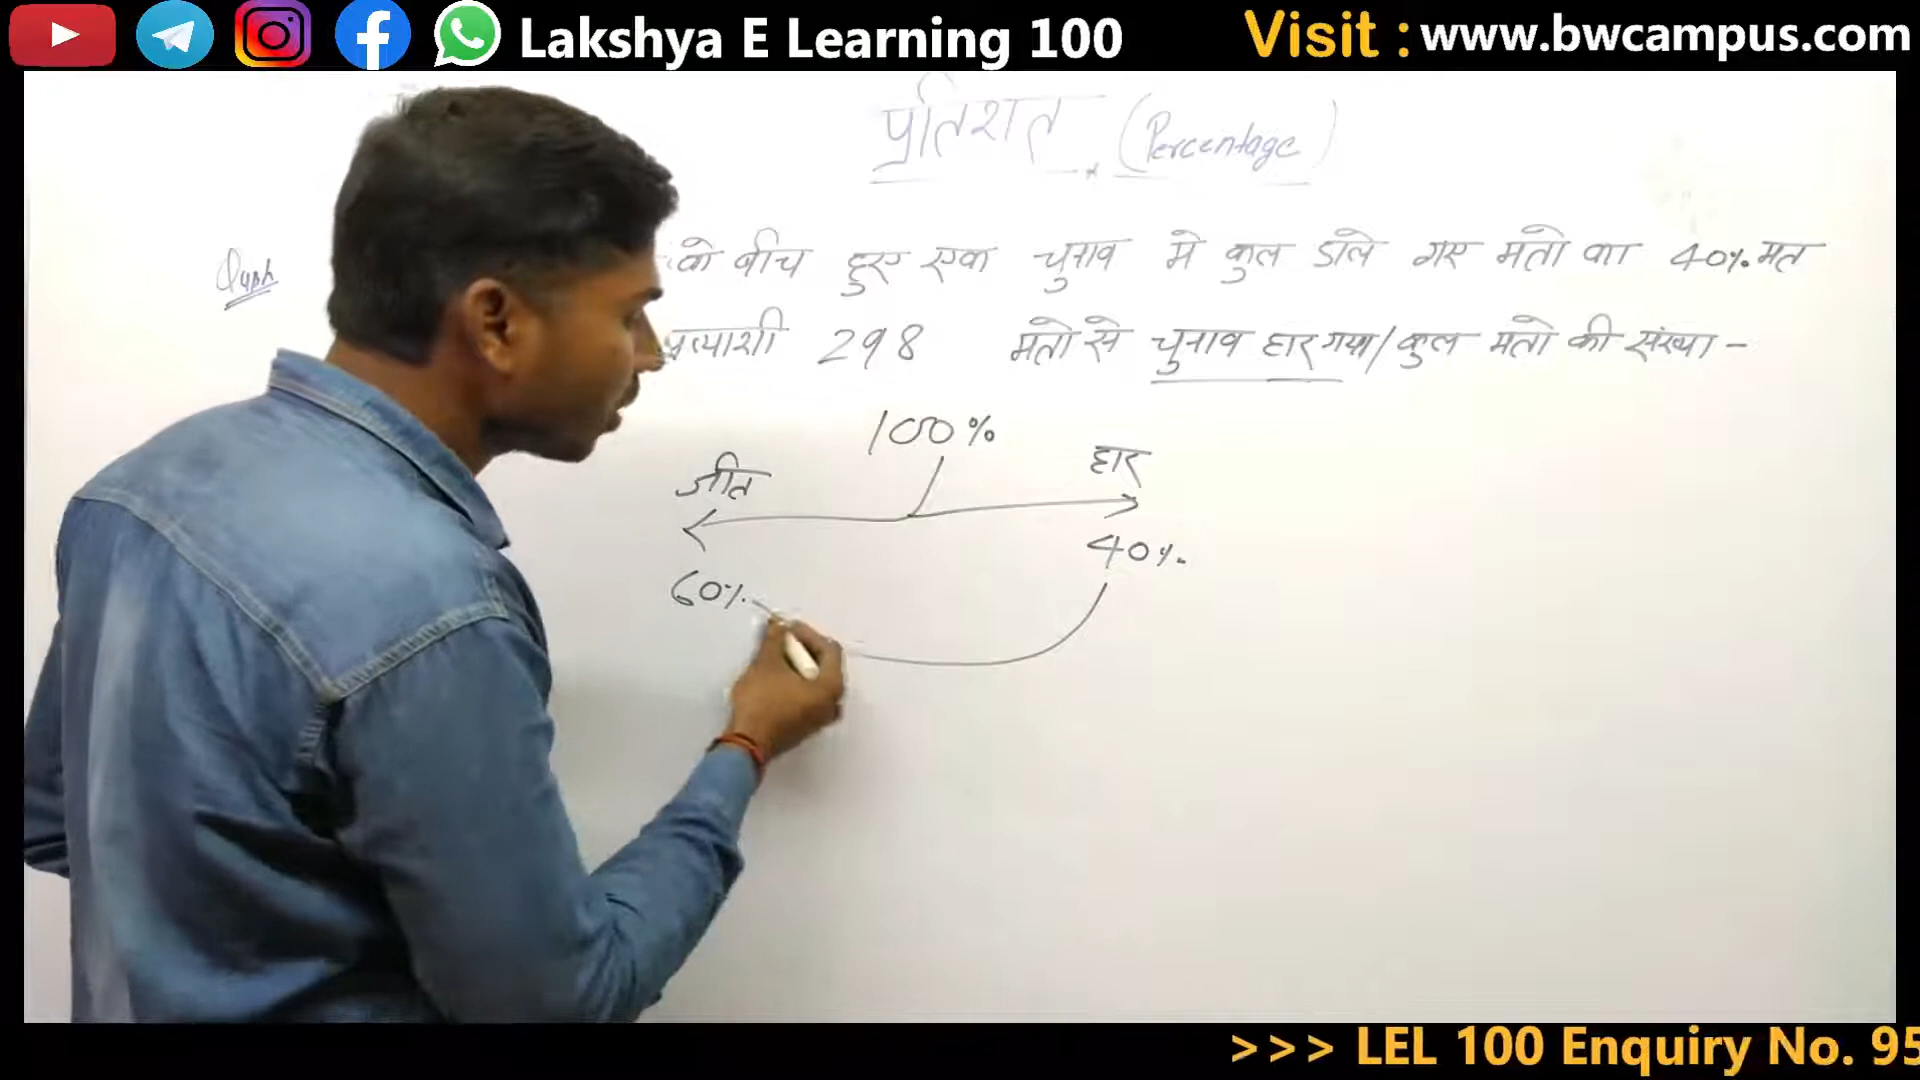 Lakshya E Learning 100
Visit : www.bwcampus.com
प्रतिशत (Percentage)
के बीच हुए एक चुनाव मे कुल डाले गए मतो का 40% मत
प्रत्याशी 298 मतो से चुनाव हार गया/कुल मतो की संख्या -
100%
जीत
हार
40%
60%
>>> LEL 100 Enquiry No. 95